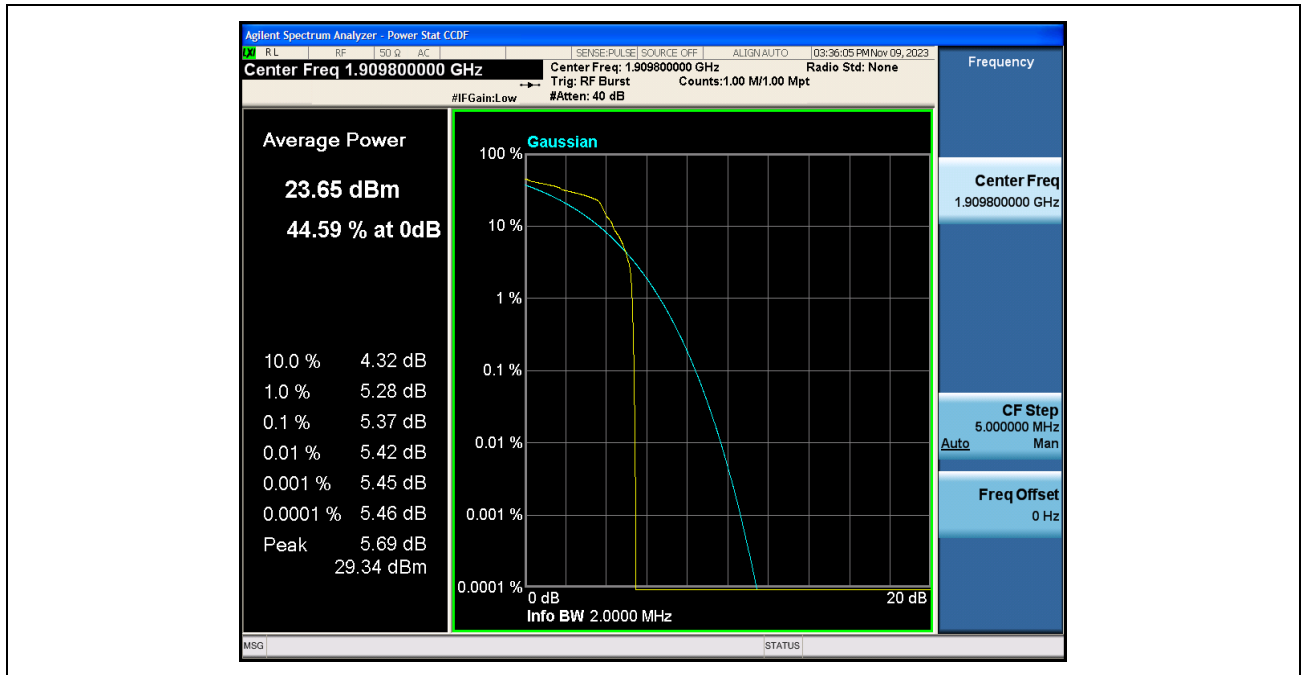 Agilent Spectrum Analyzer - Power Stat CCDF
LXI RL RF 50 Ω AC SENSE:PULSE SOURCE OFF ALIGN AUTO 03:36:05 PM Nov 09, 2023
Center Freq 1.909800000 GHz
Center Freq: 1.909800000 GHz Radio Std: None
Trig: RF Burst Counts:1.00 M/1.00 Mpt
#IFGain:Low #Atten: 40 dB
Average Power
23.65 dBm
44.59 % at 0dB
10.0 % 4.32 dB
1.0 % 5.28 dB
0.1 % 5.37 dB
0.01 % 5.42 dB
0.001 % 5.45 dB
0.0001 % 5.46 dB
Peak 5.69 dB
29.34 dBm
Gaussian
100 %
10 %
1 %
0.1 %
0.01 %
0.001 %
0.0001 %
0 dB 20 dB
Info BW 2.0000 MHz
Frequency
Center Freq
1.909800000 GHz
CF Step
5.000000 MHz
Auto Man
Freq Offset
0 Hz
MSG STATUS